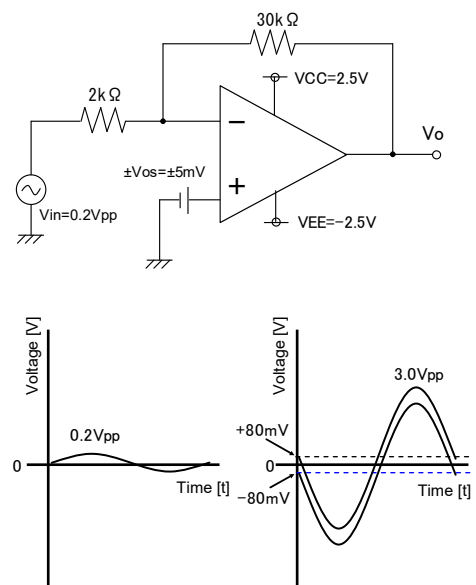 30kΩ
VCC=2.5V
2kΩ
Vo
−
±Vos=±5mV
+
Vin=0.2Vpp
VEE=−2.5V
Voltage [V]
0.2Vpp
0
Time [t]
Voltage [V]
3.0Vpp
+80mV
0
−80mV
Time [t]